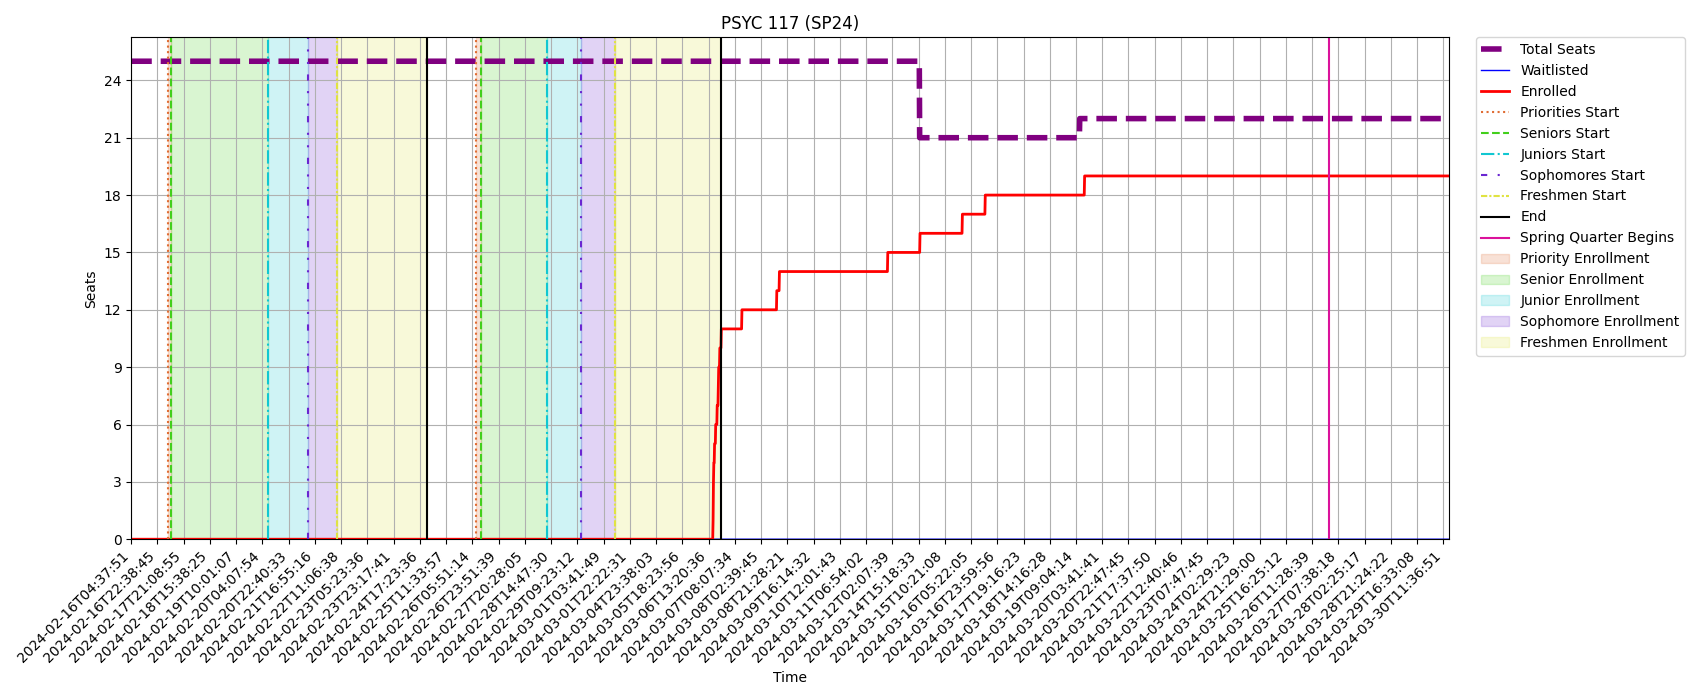 PSYC 117 (SP24)
Seats
24
21
18
15
12
9
6
3
0
2024-02-16T04:37:51
2024-02-16T22:38:45
2024-02-17T21:08:55
2024-02-18T15:38:25
2024-02-19T10:01:07
2024-02-20T04:07:54
2024-02-20T22:40:33
2024-02-21T16:55:16
2024-02-22T11:06:38
2024-02-23T05:23:36
2024-02-23T23:17:41
2024-02-24T17:23:36
2024-02-25T11:33:57
2024-02-26T05:51:14
2024-02-26T23:51:39
2024-02-27T20:28:05
2024-02-28T14:47:30
2024-02-29T09:23:12
2024-03-01T03:41:49
2024-03-01T22:22:31
2024-03-04T23:38:03
2024-03-05T18:23:56
2024-03-06T13:20:36
2024-03-07T08:07:34
2024-03-08T02:39:45
2024-03-08T21:28:21
2024-03-09T16:14:32
2024-03-10T12:01:43
2024-03-11T06:54:02
2024-03-12T02:07:39
2024-03-14T15:18:33
2024-03-15T10:21:08
2024-03-16T05:22:05
2024-03-16T23:59:56
2024-03-17T19:16:23
2024-03-18T14:16:28
2024-03-19T09:04:14
2024-03-20T03:41:41
2024-03-20T22:47:45
2024-03-21T17:37:50
2024-03-22T12:40:46
2024-03-23T07:47:45
2024-03-24T02:29:23
2024-03-24T21:29:00
2024-03-25T16:25:12
2024-03-26T11:28:39
2024-03-27T07:38:18
2024-03-28T02:25:17
2024-03-28T21:24:22
2024-03-29T16:33:08
2024-03-30T11:36:51
Time
Total Seats
Waitlisted
Enrolled
Priorities Start
Seniors Start
Juniors Start
Sophomores Start
Freshmen Start
End
Spring Quarter Begins
Priority Enrollment
Senior Enrollment
Junior Enrollment
Sophomore Enrollment
Freshmen Enrollment